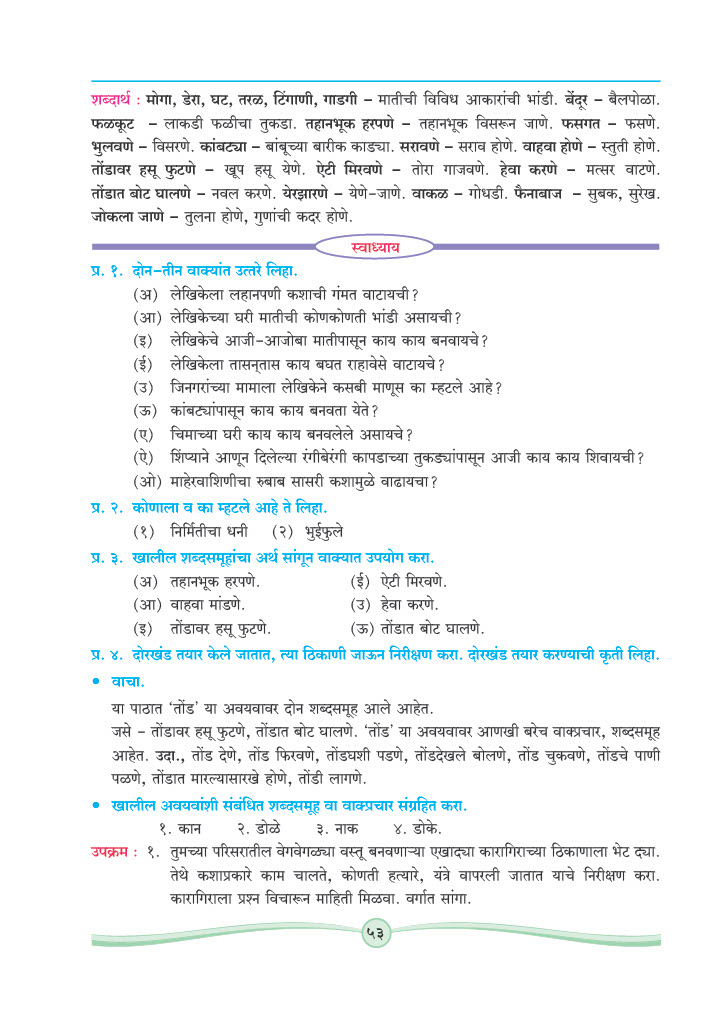 शब्दार्थ : मोगा, डेरा, घट, तरळ, टिंगाणी, गाडगी – मातीची विविध आकारांची भांडी. बेंदूर – बैलपोळा.
फळकूट – लाकडी फळीचा तुकडा. तहानभूक हरपणे – तहानभूक विसरून जाणे. फसगत – फसणे.
भुलवणे – विसरणे. कांबट्या – बांबूच्या बारीक काड्या. सरावणे – सराव होणे. वाहवा होणे – स्तुती होणे.
तोंडावर हसू फुटणे – खूप हसू येणे. ऐटी मिरवणे – तोरा गाजवणे. हेवा करणे – मत्सर वाटणे.
तोंडात बोट घालणे – नवल करणे. येरझारणे – येणे-जाणे. वाकळ – गोधडी. फैनाबाज – सुबक, सुरेख.
जोकला जाणे – तुलना होणे, गुणांची कदर होणे.
स्वाध्याय
प्र. १. दोन-तीन वाक्यांत उत्तरे लिहा.
(अ) लेखिकेला लहानपणी कशाची गंमत वाटायची?
(आ) लेखिकेच्या घरी मातीची कोणकोणती भांडी असायची?
(इ) लेखिकेचे आजी-आजोबा मातीपासून काय काय बनवायचे?
(ई) लेखिकेला तासन्‌तास काय बघत राहावेसे वाटायचे?
(उ) जिनगरांच्या मामाला लेखिकेने कसबी माणूस का म्हटले आहे?
(ऊ) कांबट्यांपासून काय काय बनवता येते?
(ए) चिमाच्या घरी काय काय बनवलेले असायचे?
(ऐ) शिंप्याने आणून दिलेल्या रंगीबेरंगी कापडाच्या तुकड्यांपासून आजी काय काय शिवायची?
(ओ) माहेरवाशिणीचा रुबाब सासरी कशामुळे वाढायचा?
प्र. २. कोणाला व का म्हटले आहे ते लिहा.
(१) निर्मितीचा धनी (२) भुईफुले
प्र. ३. खालील शब्दसमूहांचा अर्थ सांगून वाक्यात उपयोग करा.
(अ) तहानभूक हरपणे. (ई) ऐटी मिरवणे.
(आ) वाहवा मांडणे. (उ) हेवा करणे.
(इ) तोंडावर हसू फुटणे. (ऊ) तोंडात बोट घालणे.
प्र. ४. दोरखंड तयार केले जातात, त्या ठिकाणी जाऊन निरीक्षण करा. दोरखंड तयार करण्याची कृती लिहा.
• वाचा.
या पाठात ‘तोंड’ या अवयवावर दोन शब्दसमूह आले आहेत.
जसे – तोंडावर हसू फुटणे, तोंडात बोट घालणे. ‘तोंड’ या अवयवावर आणखी बरेच वाक्प्रचार, शब्दसमूह
आहेत. उदा., तोंड देणे, तोंड फिरवणे, तोंडघशी पडणे, तोंडदेखले बोलणे, तोंड चुकवणे, तोंडचे पाणी
पळणे, तोंडात मारल्यासारखे होणे, तोंडी लागणे.
• खालील अवयवांशी संबंधित शब्दसमूह वा वाक्प्रचार संग्रहित करा.
१. कान २. डोळे ३. नाक ४. डोके.
उपक्रम : १. तुमच्या परिसरातील वेगवेगळ्या वस्तू बनवणाऱ्या एखाद्या कारागिराच्या ठिकाणाला भेट द्या.
तेथे कशाप्रकारे काम चालते, कोणती हत्यारे, यंत्रे वापरली जातात याचे निरीक्षण करा.
कारागिराला प्रश्न विचारून माहिती मिळवा. वर्गात सांगा.
५३